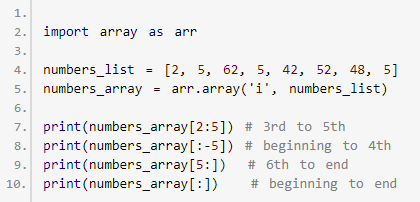 1.
2. import array as arr
3.
4. numbers_list = [2, 5, 62, 5, 42, 52, 48, 5]
5. numbers_array = arr.array('i', numbers_list)
6.
7. print(numbers_array[2:5]) # 3rd to 5th
8. print(numbers_array[:-5]) # beginning to 4th
9. print(numbers_array[5:])  # 6th to end
10. print(numbers_array[:])   # beginning to end